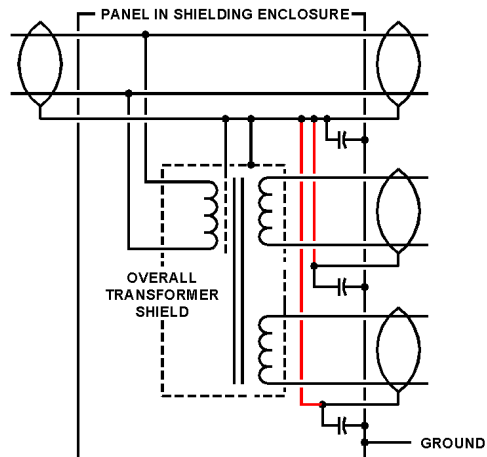 PANEL IN SHIELDING ENCLOSURE
OVERALL
TRANSFORMER
SHIELD
GROUND